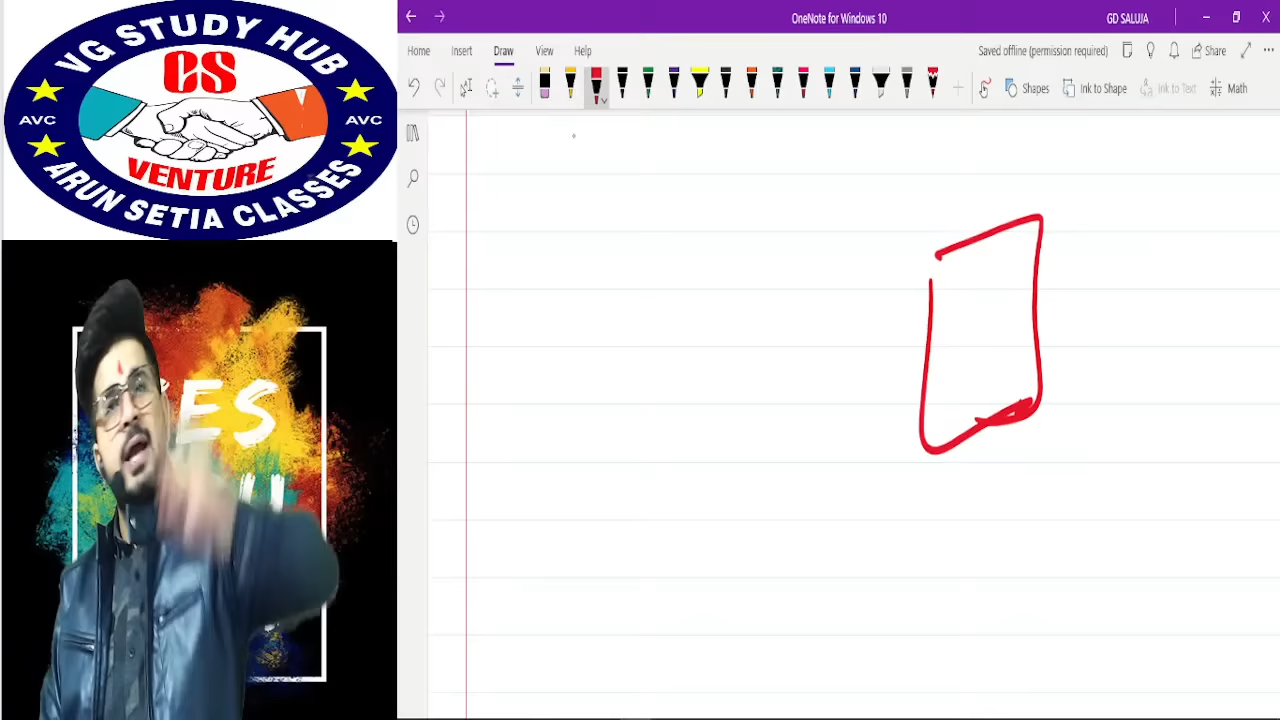 VG STUDY HUB
CS
AVC
AVC
VENTURE
ARUN SETIA CLASSES
OneNote for Windows 10
GD SALUJA
Home
Insert
Draw
View
Help
Saved offline (permission required)
Share
Shapes
Ink to Shape
Ink to Text
Math